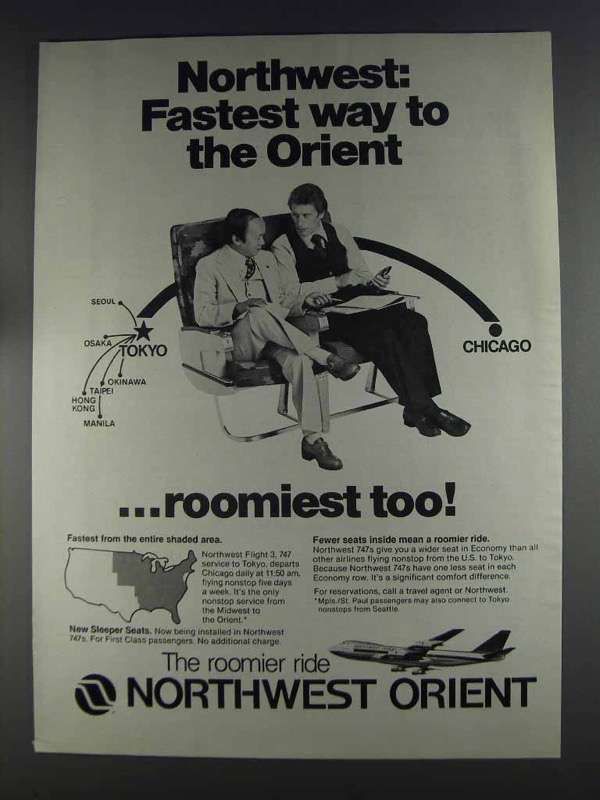 Northwest:
Fastest way to
the Orient
SEOUL
OSAKA
TOKYO
OKINAWA
TAIPEI
HONG
KONG
MANILA
CHICAGO
...roomiest too!
Fastest from the entire shaded area.
Northwest Flight 3, 747
service to Tokyo, departs
Chicago daily at 11:50 am,
flying nonstop five days
a week. It's the only
nonstop service from
the Midwest to
the Orient.*
New Sleeper Seats. Now being installed in Northwest
747s. For First Class passengers. No additional charge.
Fewer seats inside mean a roomier ride.
Northwest 747s give you a wider seat in Economy than all
other airlines flying nonstop from the U.S. to Tokyo.
Because Northwest 747s have one less seat in each
Economy row. It's a significant comfort difference.
For reservations, call a travel agent or Northwest.
*Mpls./St. Paul passengers may also connect to Tokyo
nonstops from Seattle.
The roomier ride
NORTHWEST ORIENT